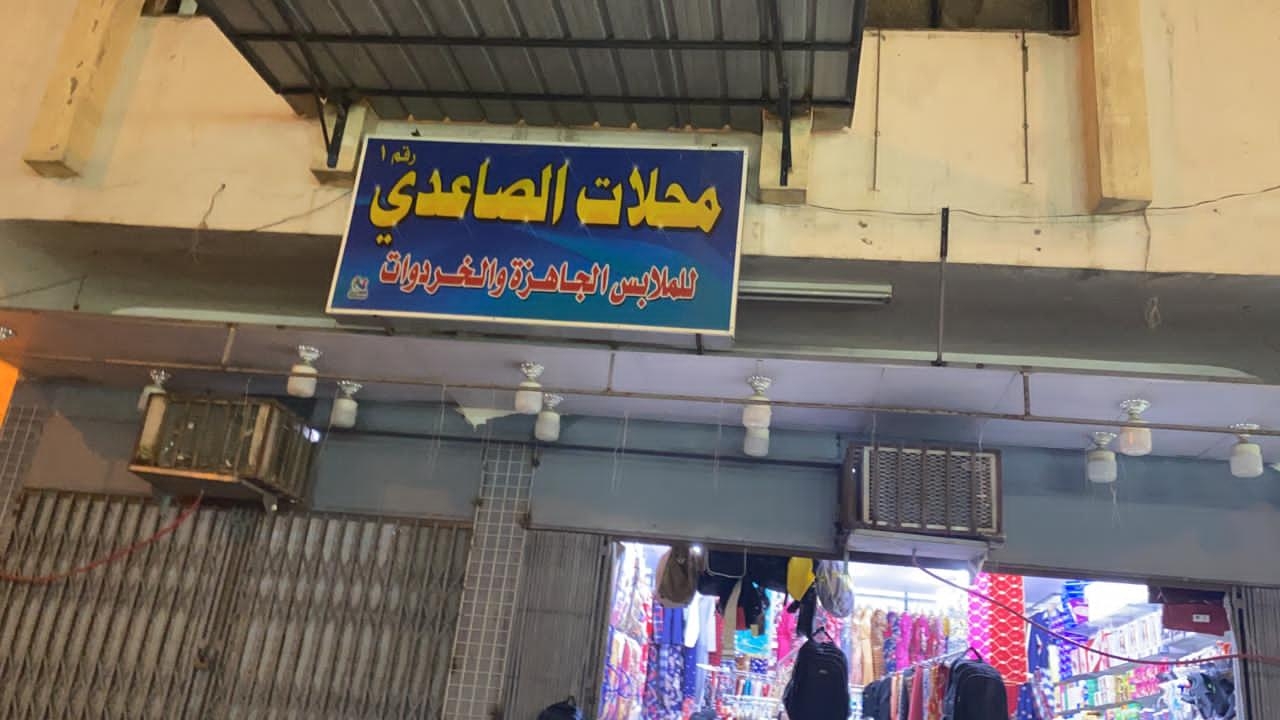 رقم ١
محلات الصاعدي
للملابس الجاهزة والخردوات